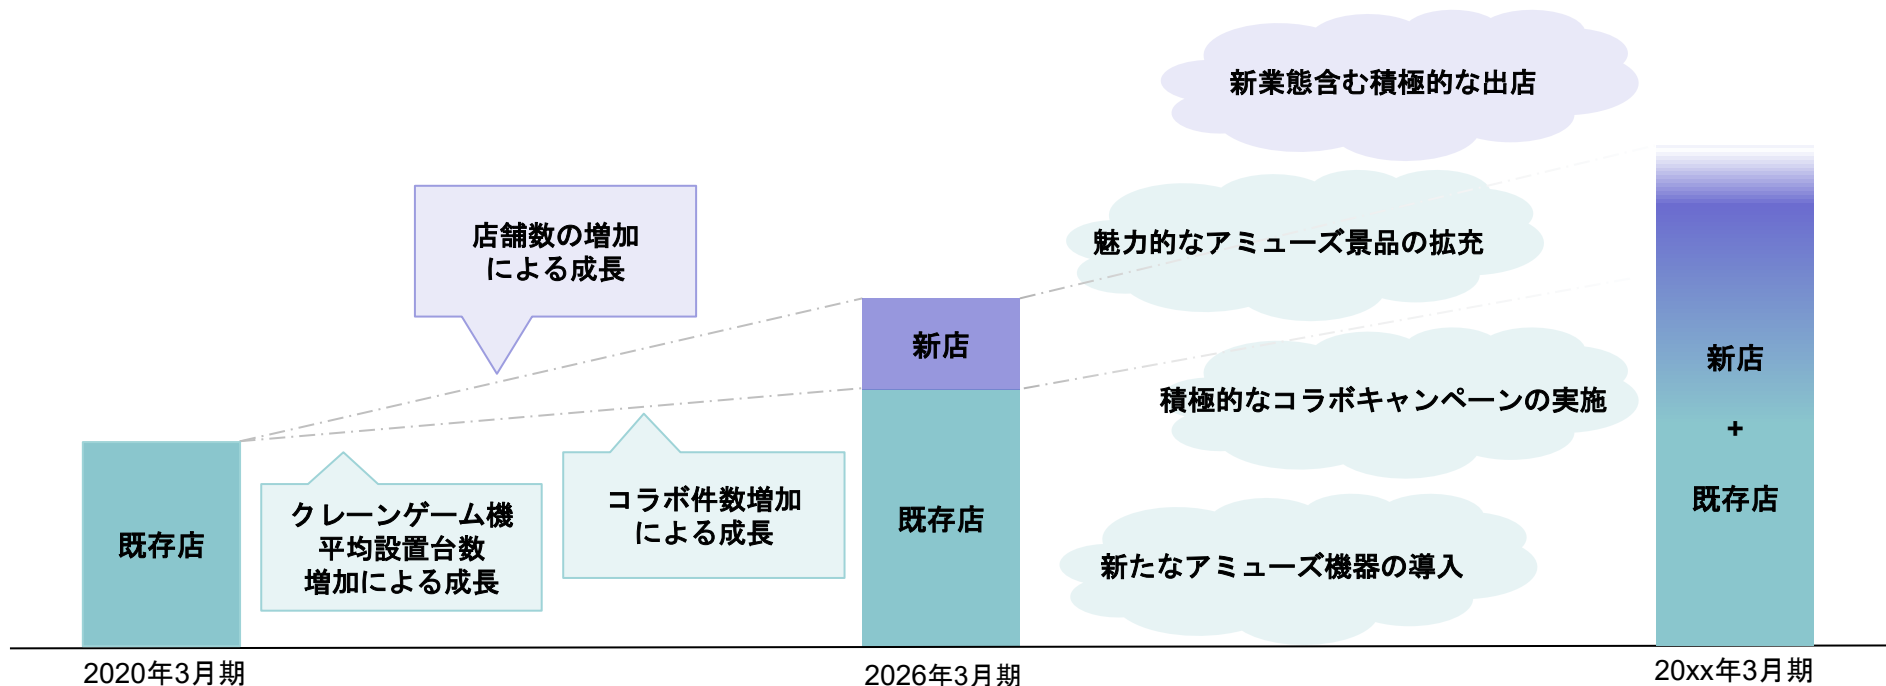 新業態含む積極的な出店
店舗数の増加
による成長
魅力的なアミューズ景品の拡充
新店
新店
+
既存店
積極的なコラボキャンペーンの実施
既存店
クレーンゲーム機
平均設置台数
増加による成長
コラボ件数増加
による成長
既存店
新たなアミューズ機器の導入
2020年3月期
2026年3月期
20xx年3月期